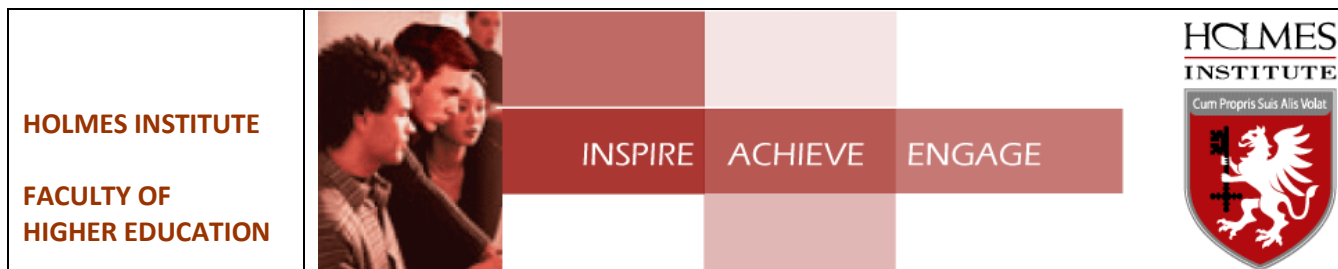 HOLMES INSTITUTE
FACULTY OF
HIGHER EDUCATION
INSPIRE ACHIEVE ENGAGE
HOLMES
INSTITUTE
Cum Propris Suis Alis Volat